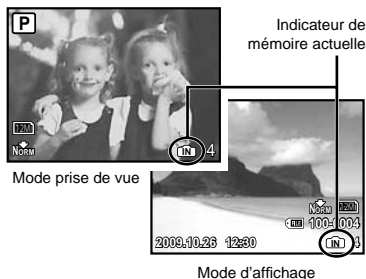 P
Indicateur de
mémoire actuelle
12M
NORM
IN 4
Mode prise de vue
NORM 12M
FILE 100-0004
2009.10.26 12:30
IN 4
Mode d'affichage